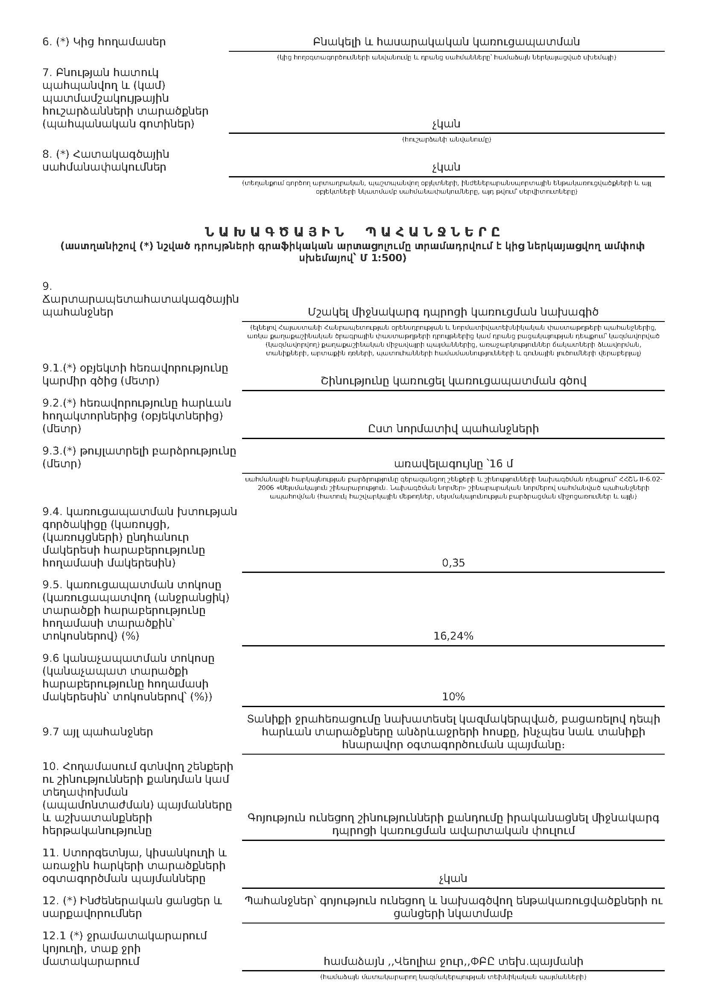 6. (*) Կից հողամասեր
Բնակելի և հասարակական կառուցապատման
(կից հողօգտագործումների անվանումը և դրանց սահմանները՝ համաձայն ներկայացված սխեմայի)
7. Բնության հատուկ
պահպանվող և (կամ)
պատմամշակույթային
հուշարձանների տարածքներ
(պահպանական գոտիներ)
չկան
(հուշարձանի անվանումը)
8. (*) Հատակագծային
սահմանափակումներ
չկան
(տեղանքում գործող արտադրական, պաշտպանվող օբյկտների, ինժեներարանսպորտային ենթակառուցվածքների և այլ
օբյեկտների նկատմամբ սահմանափակումները, այդ թվում՝ սերվիտուտները)
ՆԱԽԱԳԾԱՅԻՆ ՊԱՀԱՆՋՆԵՐԸ
(աստղանիշով (*) նշված դրույթների գրաֆիկական արտացոլումը տրամադրվում է կից ներկայացվող ամփոփ
սխեմայով՝ Մ 1:500)
9.
Ճարտարապետահատակագծային
պահանջներ
Մշակել միջնակարգ դպրոցի կառուցման նախագիծ
(ելնելով Հայաստանի Հանրապետության օրենսդրության և նորմատիվատեխնիկական փաստաթղթերի պահանջներից,
առկա քաղաքաշինական ծրագրային փաստաթղթերի դրույթներից կամ դրանց բացակայության դեպքում՝ կազմավորված
(կազմավորվող) քաղաքաշինական միջավայրի պայմաններից, առաջարկություններ ճակատների ձևավորման,
տանիքների, արտաքին դռների, պատուհանների համամասնությունների և գունային լուծումների վերաբերյալ)
9.1.(*) օբյեկտի հեռավորությունը
կարմիր գծից (մետր)
Շինությունը կառուցել կառուցապատման գծով
9.2.(*) հեռավորությունը հարևան
հողակտորներից (օբյեկտներից)
(մետր)
Ըստ նորմատիվ պահանջների
9.3.(*) թույլատրելի բարձրությունը
(մետր)
առավելագույնը ՝16 մ
սահմանային հարկայնության բարձրությունը գերազանցող շենքերի և շինությունների նախագծման դեպքում՝ ՀՀՇՆ II-6.02-
2006 «Սեյսմակայուն շինարարություն. Նախագծման նորմեր» շինարարական նորմերով սահմանված պահանջների
ապահովման (հատուկ հաշվարկային մեթոդներ, սեյսմակայունության բարձրացման միջոցառումներ և այլն)
9.4. կառուցապատման խտության
գործակիցը (կառույցի,
(կառույցների) ընդհանուր
մակերեսի հարաբերությունը
հողամասի մակերեսին)
0,35
9.5. կառուցապատման տոկոսը
(կառուցապատվող (անջրանցիկ)
տարածքի հարաբերությունը
հողամասի տարածքին՝
տոկոսներով) (%)
16,24%
9.6 կանաչապատման տոկոսը
(կանաչապատ տարածքի
հարաբերությունը հողամասի
մակերեսին՝ տոկոսներով՝ (%))
10%
9.7 այլ պահանջներ
Տանիքի ջրահեռացումը նախատեսել կազմակերպված, բացառելով դեպի
հարևան տարածքները անձրևաջրերի հոսքը, ինչպես նաև տանիքի
հնարավոր օգտագործուման պայմանը։
10. Հողամասում գտնվող շենքերի
ու շինությունների քանդման կամ
տեղափոխման
(ապամոնտաժման) պայմանները
և աշխատանքների
հերթականությունը
Գոյություն ունեցող շինությունների քանդումը իրականացնել միջնակարգ
դպրոցի կառուցման ավարտական փուլում
11. Ստորգետնյա, կիսանկուղի և
առաջին հարկերի տարածքների
օգտագործման պայմանները
չկան
12. (*) Ինժեներական ցանցեր և
սարքավորումներ
Պահանջներ՝ գոյություն ունեցող և նախագծվող ենթակառուցվածքների ու
ցանցերի նկատմամբ
12.1 (*) ջրամատակարարում
կոյուղի, տաք ջրի
մատակարարում
համաձայն ,,Վեոլիա ջուր,,ՓԲԸ տեխ.պայմանի
(համաձայն մատակարարող կազմակերպության տեխնիկական պայմանների)